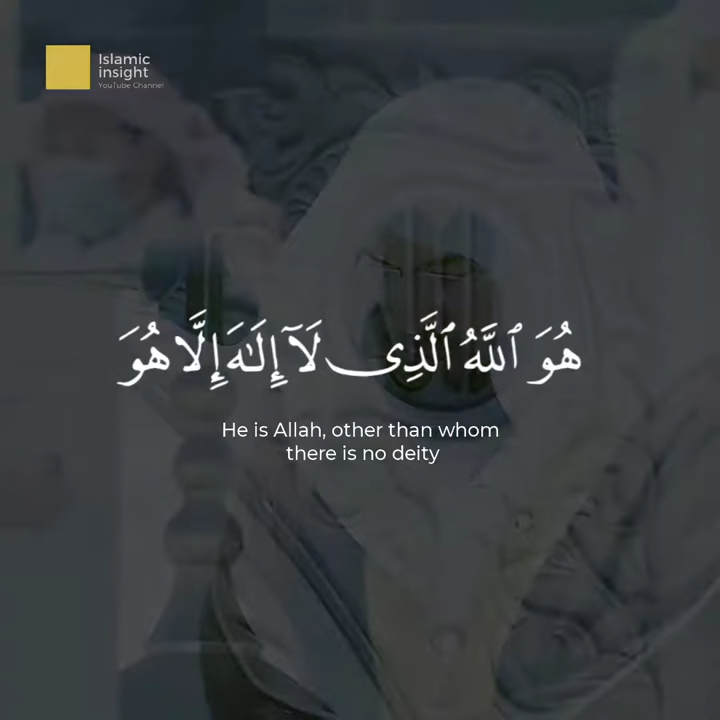 Islamic
insight
YouTube Channel
هُوَ ٱللَّهُ ٱلَّذِى لَآ إِلَـٰهَ إِلَّا هُوَ
He is Allah, other than whom
there is no deity